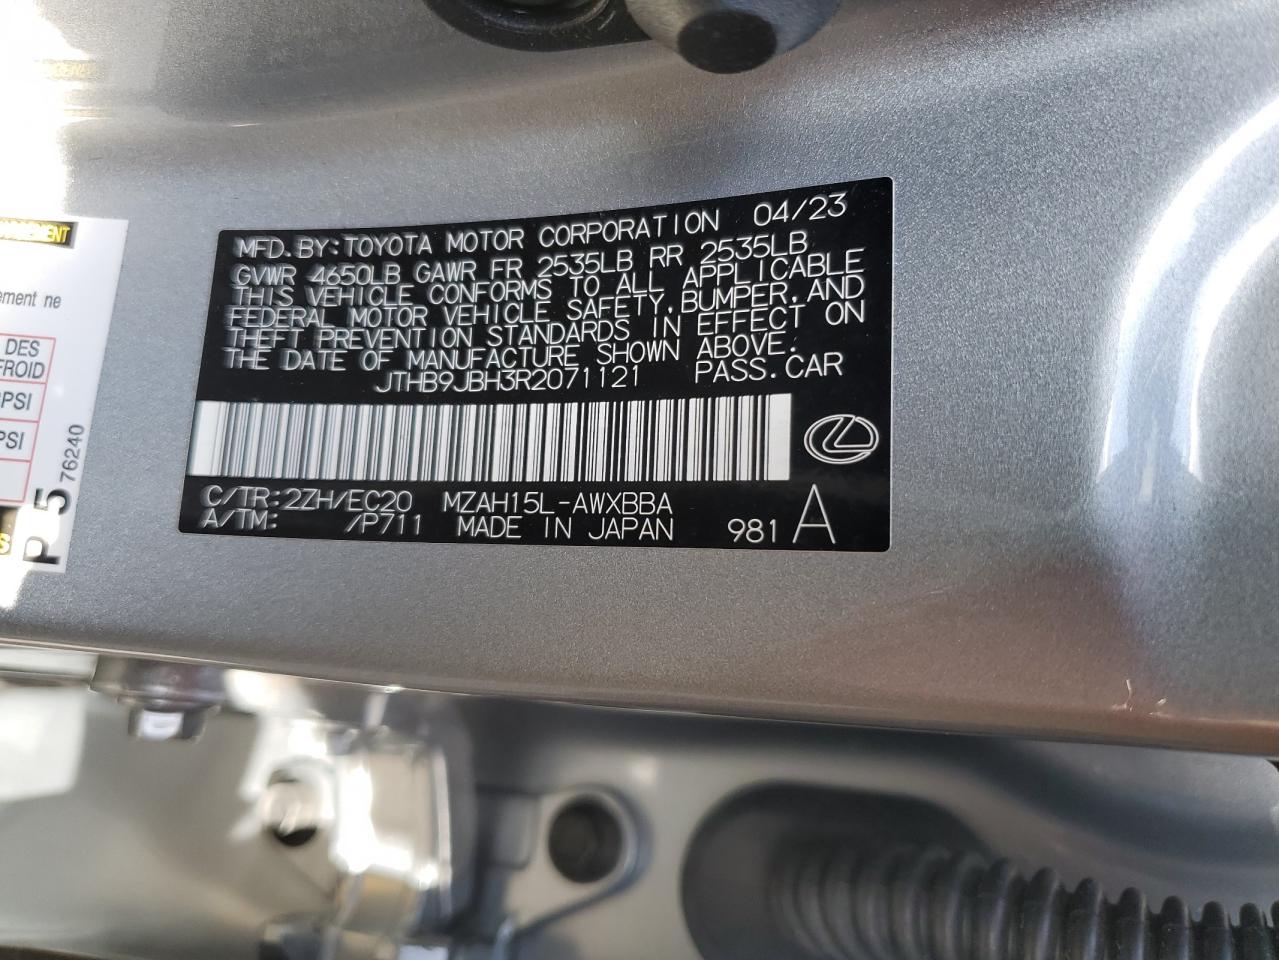 MFD.BY:TOYOTA MOTOR CORPORATION 04/23
GVWR 4650LB GAWR FR 2535LB RR 2535LB
THIS VEHICLE CONFORMS TO ALL APPLICABLE
FEDERAL MOTOR VEHICLE SAFETY,BUMPER,AND
THEFT PREVENTION STANDARDS IN EFFECT ON
THE DATE OF MANUFACTURE SHOWN ABOVE.
JTHB9JBH3R2071121 PASS.CAR
C/TR:2ZH/EC20 MZAH15L-AWXBBA
A/TM: /P711 MADE IN JAPAN 981 A
ement ne
DES
FROID
PSI
PSI
P 5 76240